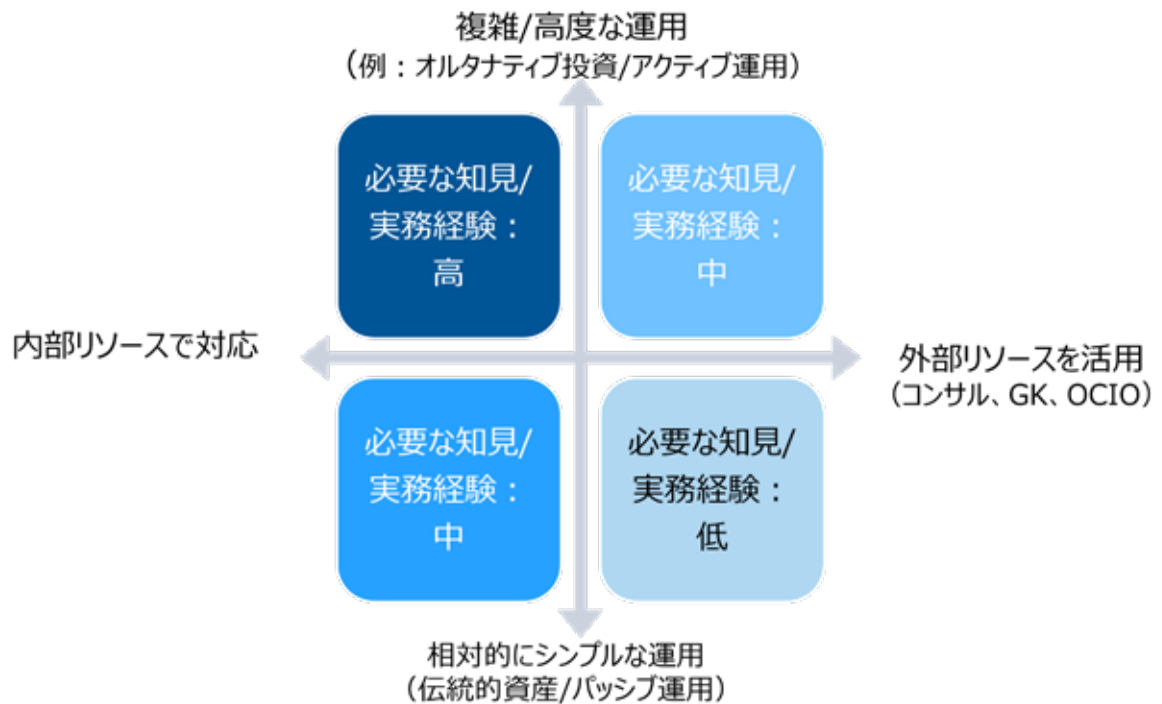 複雑/高度な運用
（例：オルタナティブ投資/アクティブ運用）
必要な知見/
実務経験：
高
必要な知見/
実務経験：
中
内部リソースで対応
外部リソースを活用
（コンサル、GK、OCIO）
必要な知見/
実務経験：
中
必要な知見/
実務経験：
低
相対的にシンプルな運用
（伝統的資産/パッシブ運用）